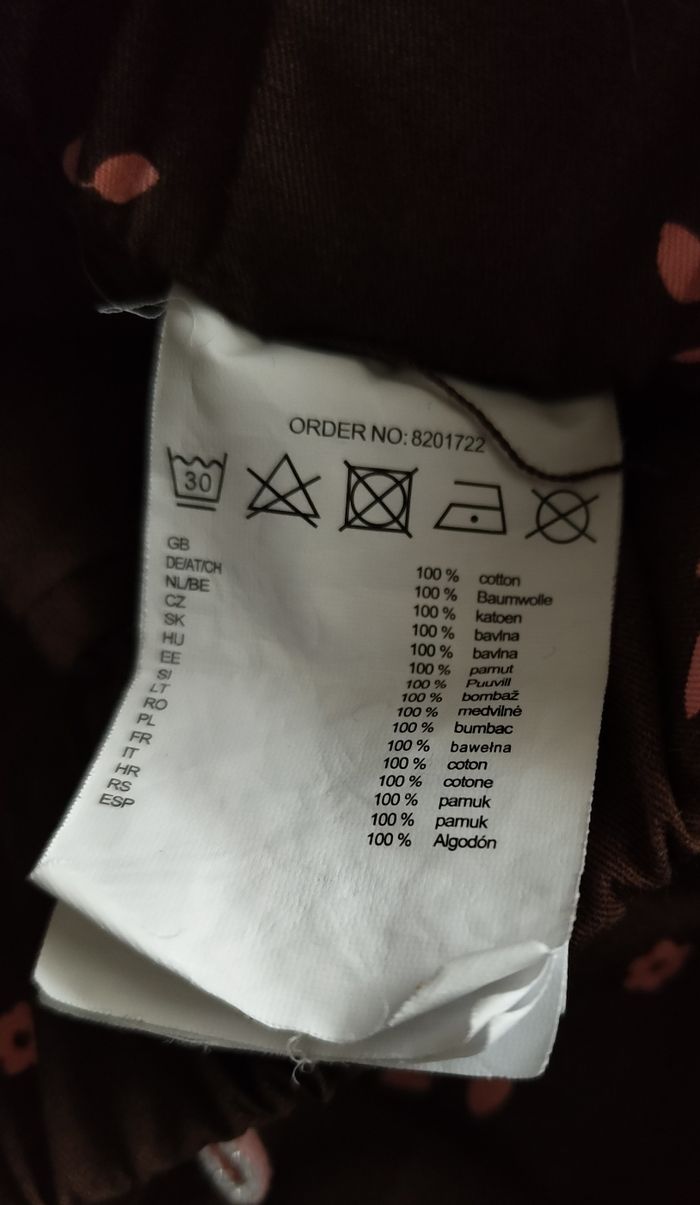 ORDER NO: 8201722
30
GB 100 % cotton
DE/AT/CH 100 % Baumwolle
NL/BE 100 % katoen
CZ 100 % bavlna
SK 100 % bavlna
HU 100 % pamut
EE 100 % Puuvill
SI 100 % bombaž
LT 100 % medvilnė
RO 100 % bumbac
PL 100 % bawełna
FR 100 % coton
IT 100 % cotone
HR 100 % pamuk
RS 100 % pamuk
ESP 100 % Algodón